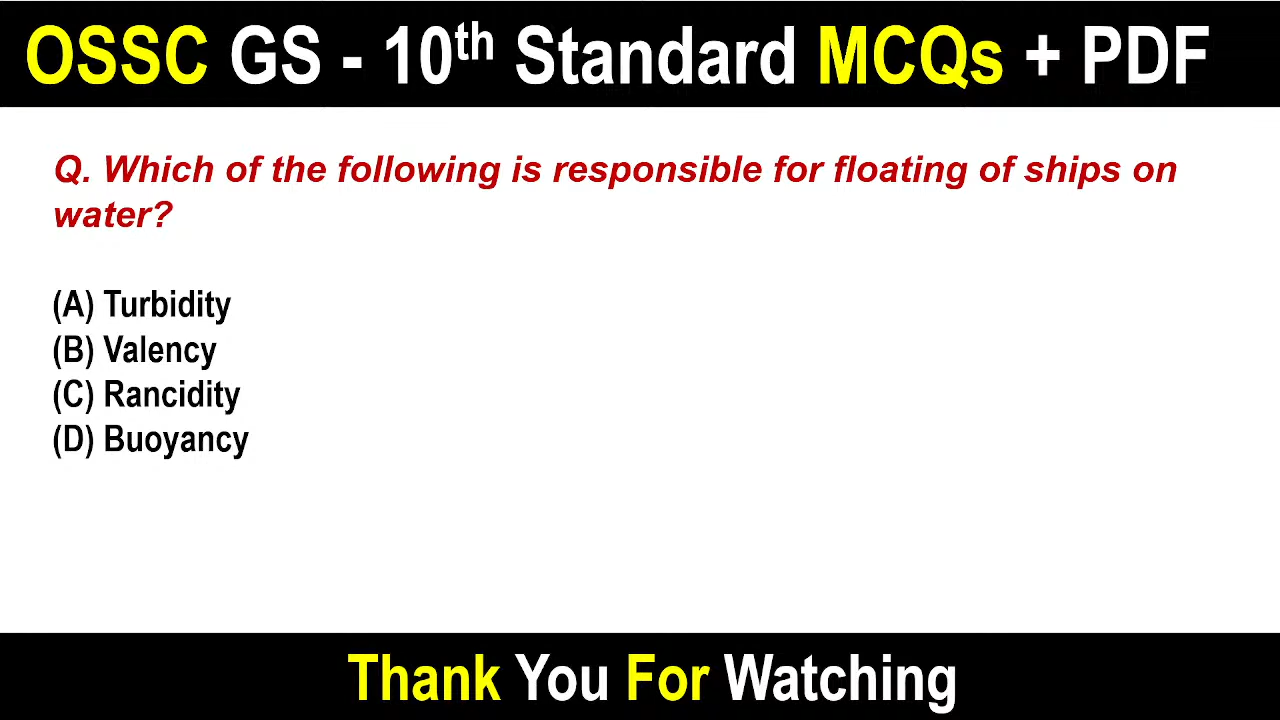 OSSC GS - 10th Standard MCQs + PDF
Q. Which of the following is responsible for floating of ships on
water?
(A) Turbidity
(B) Valency
(C) Rancidity
(D) Buoyancy
Thank You For Watching